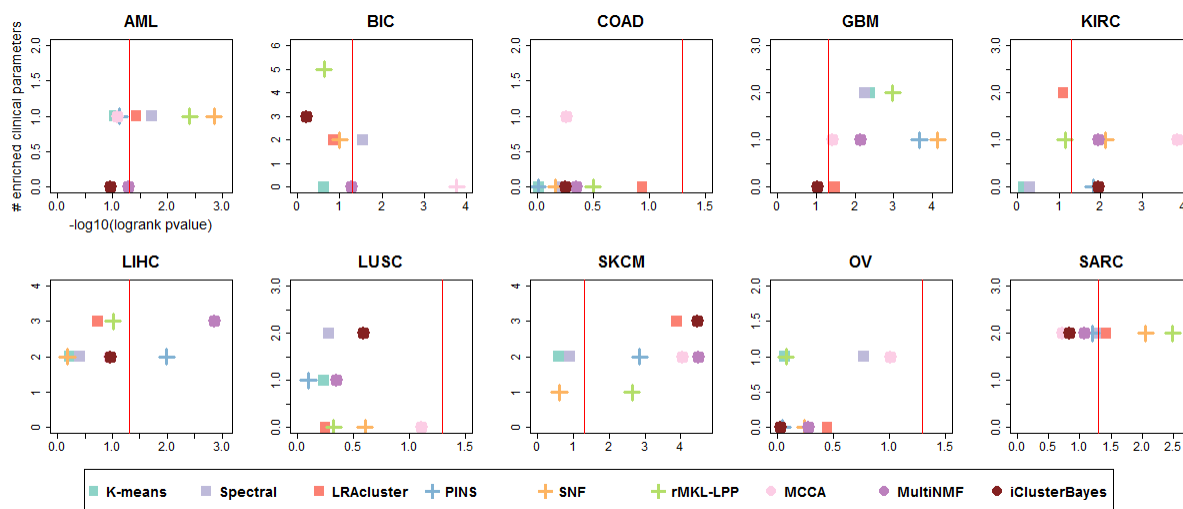 AML BIC COAD GBM KIRC
# enriched clinical parameters
2.0 1.5 1.0 0.5 0.0
0.0 1.0 2.0 3.0
-log10(logrank pvalue)
6 5 4 3 2 0
0 1 2 3 4
2.0 1.5 1.0 0.5 0.0
0.0 0.5 1.0 1.5
3.0 2.0 1.0 0.0
0 1 2 3 4
3.0 2.0 1.0 0.0
0 1 2 3 4
LIHC LUSC SKCM OV SARC
4 3 2 0
0.0 1.0 2.0 3.0
3.0 2.0 1.0 0.0
0.0 0.5 1.0 1.5
4 3 2 0
0 1 2 3 4
2.0 1.5 1.0 0.5 0.0
0.0 0.5 1.0 1.5
3.0 2.0 1.0 0.0
0.0 0.5 1.0 1.5 2.0 2.5
K-means Spectral LRAcluster PINS SNF rMKL-LPP MCCA MultiNMF iClusterBayes